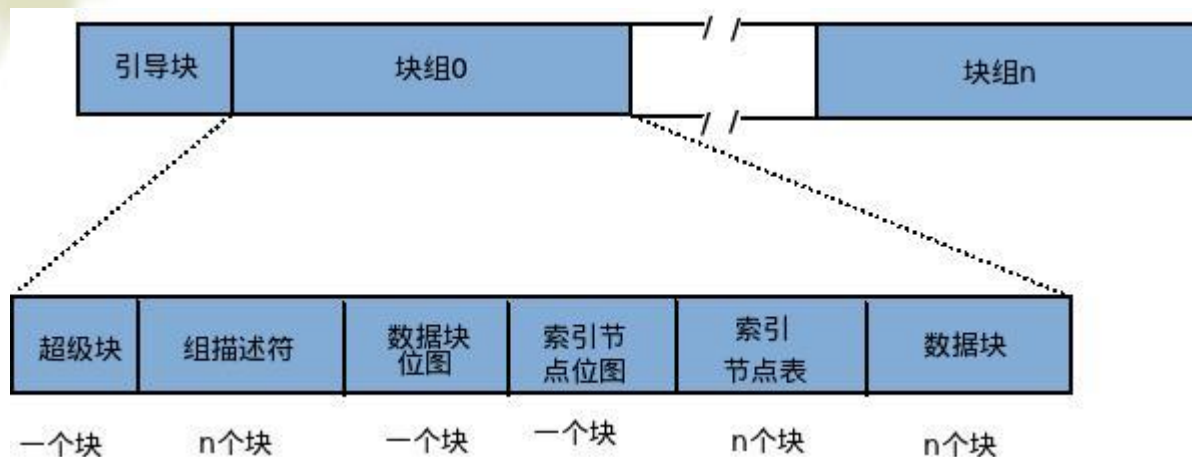 引导块 块组0 块组n
超级块 组描述符 数据块 索引节 索引 数据块
位图 点位图 节点表
一个块 n个块 一个块 一个块 n个块 n个块